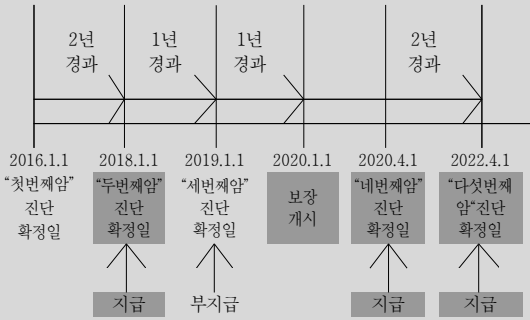 2년
경과
1년
경과
1년
경과
2년
경과
2016.1.1
“첫번째암”
진단
확정일
2018.1.1
“두번째암”
진단
확정일
2019.1.1
“세번째암”
진단
확정일
2020.1.1
보장
개시
2020.4.1
“네번째암”
진단
확정일
2022.4.1
“다섯번째
암“진단
확정일
지급
부지급
지급
지급